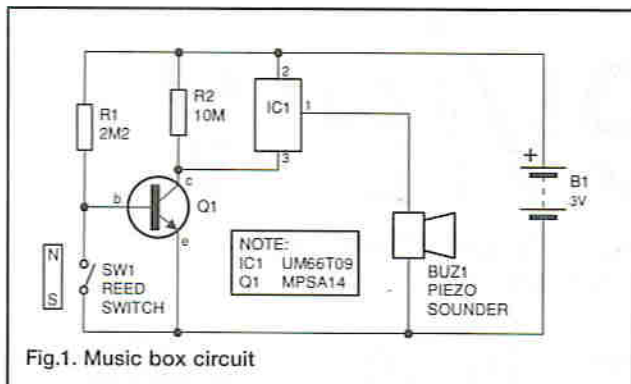 R1
2M2
R2
10M
2
IC1
1
3
c
b
Q1
e
N
S
SW1
REED
SWITCH
NOTE:
IC1 UM66T09
Q1 MPSA14
BUZ1
PIEZO
SOUNDER
+
B1
3V
Fig.1. Music box circuit